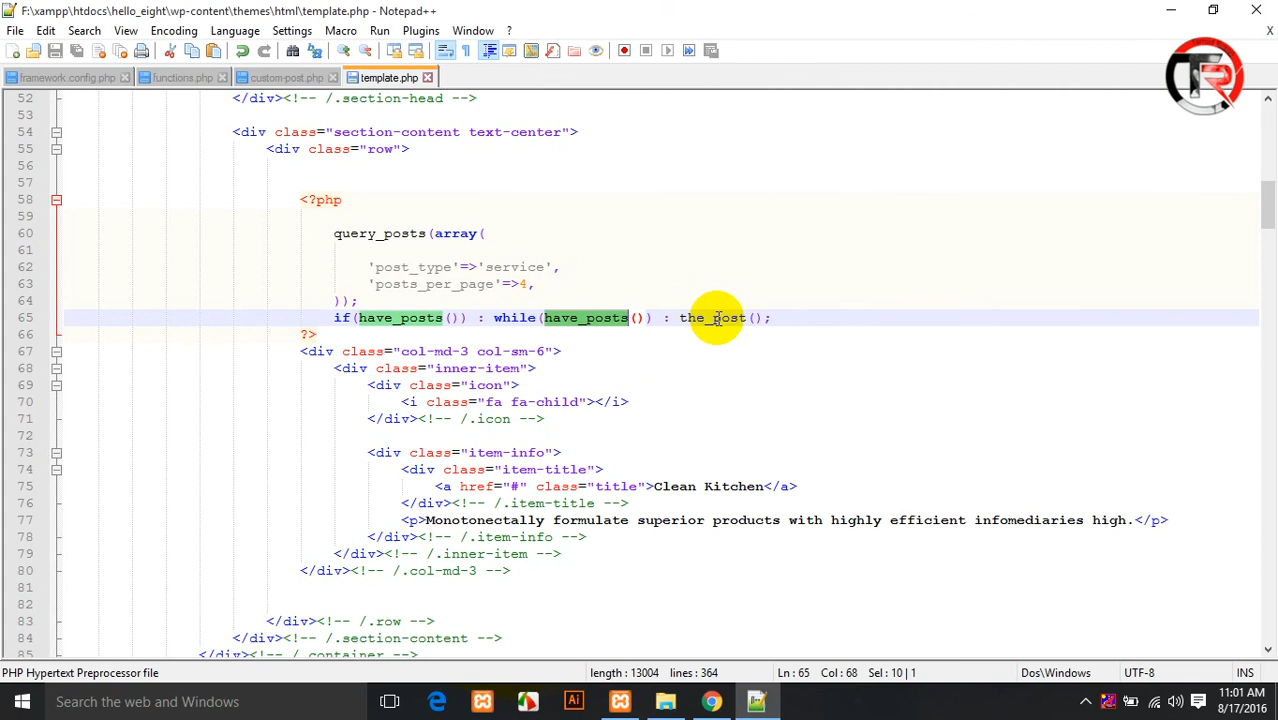 F:\xampp\htdocs\hello_eight\wp-content\themes\html\template.php - Notepad++
File Edit Search View Encoding Language Settings Macro Run Plugins Window ?
X
framework.config.php functions.php custom-post.php template.php
TR
52 </div><!-- /.section-head -->
53
54 <div class="section-content text-center">
55 <div class="row">
56
57
58 <?php
59
60 query_posts(array(
61
62 'post_type'=>'service',
63 'posts_per_page'=>4,
64 ));
65 if(have_posts()) : while(have_posts()) : the_post();
66 ?>
67 <div class="col-md-3 col-sm-6">
68 <div class="inner-item">
69 <div class="icon">
70 <i class="fa fa-child"></i>
71 </div><!-- /.icon -->
72
73 <div class="item-info">
74 <div class="item-title">
75 <a href="#" class="title">Clean Kitchen</a>
76 </div><!-- /.item-title -->
77 <p>Monotonectally formulate superior products with highly efficient infomediaries high.</p>
78 </div><!-- /.item-info -->
79 </div><!-- /.inner-item -->
80 </div><!-- /.col-md-3 -->
81
82
83 </div><!-- /.row -->
84 </div><!-- /.section-content -->
85 </div><!-- /.container -->
PHP Hypertext Preprocessor file length : 13004 lines : 364 Ln : 65 Col : 68 Sel : 10 | 1 Dos\Windows UTF-8 INS
Search the web and Windows
Ai
11:01 AM
8/17/2016